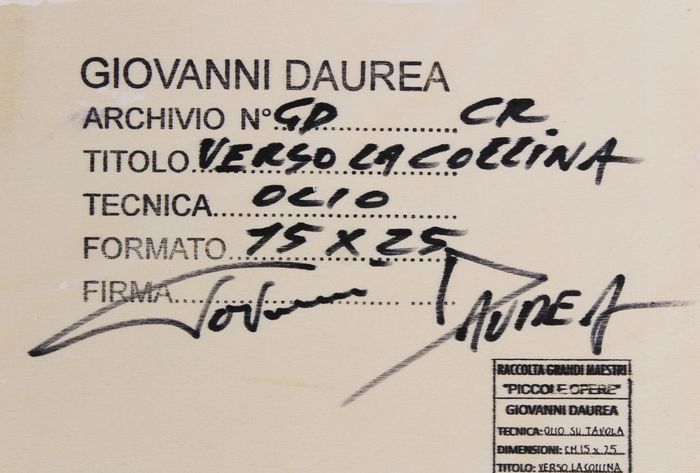 GIOVANNI DAUREA
ARCHIVIO N° GD CR
TITOLO VERSO LA COLLINA
TECNICA OLIO
FORMATO 15 X 25
FIRMA Giovanni DAUREA
RACCOLTA GRANDI MAESTRI
"PICCOLE OPERE"
GIOVANNI DAUREA
TECNICA: OLIO SU TAVOLA
DIMENSIONI: CM 15 x 25
TITOLO: VERSO LA COLLINA